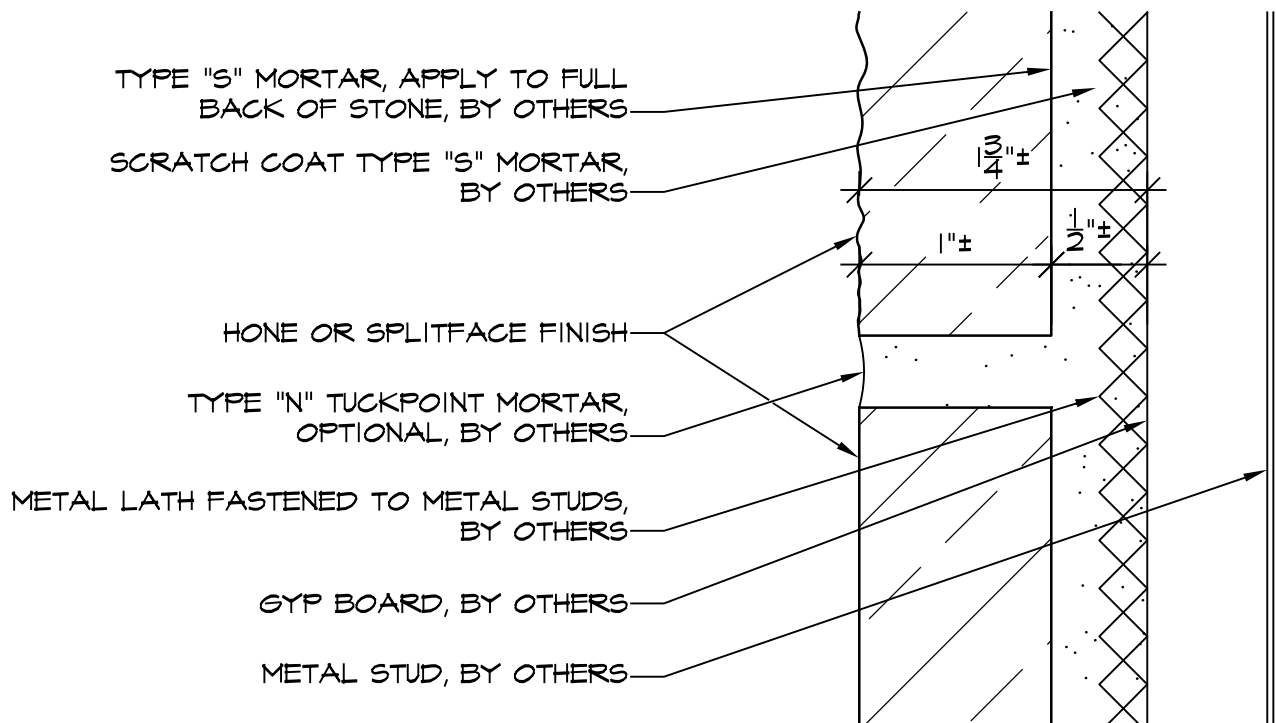 TYPE "S" MORTAR, APPLY TO FULL
BACK OF STONE, BY OTHERS
SCRATCH COAT TYPE "S" MORTAR,
BY OTHERS
1 3/4"±
1/2"±
1"±
HONE OR SPLITFACE FINISH
TYPE "N" TUCKPOINT MORTAR,
OPTIONAL, BY OTHERS
METAL LATH FASTENED TO METAL STUDS,
BY OTHERS
GYP BOARD, BY OTHERS
METAL STUD, BY OTHERS